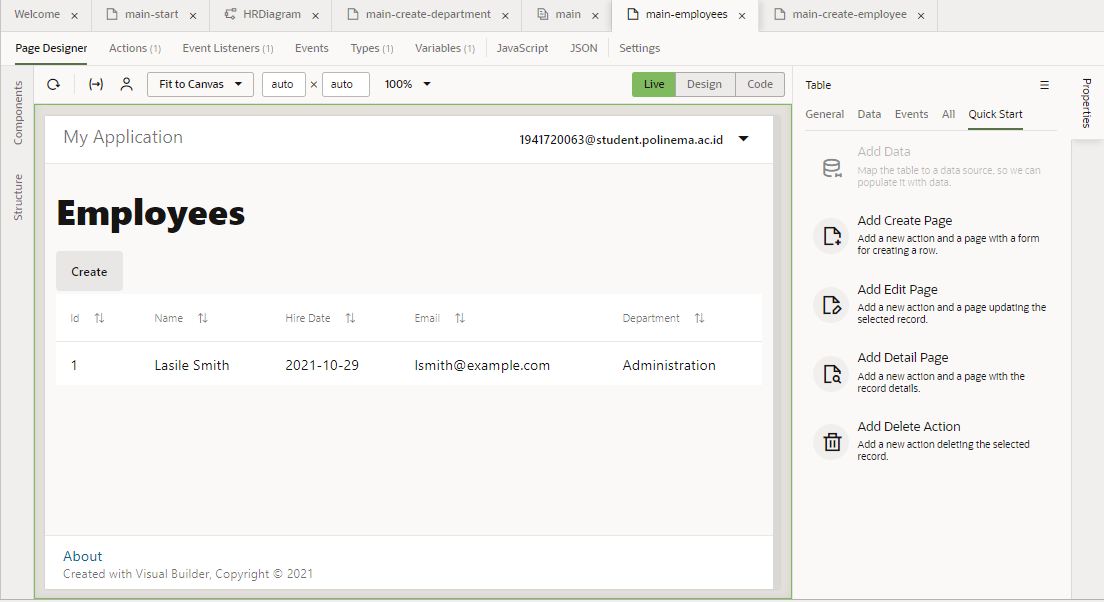 Welcome × main-start × HRDiagram × main-create-department × main × main-employees × main-create-employee ×
Page Designer Actions (1) Event Listeners (1) Events Types (1) Variables (1) JavaScript JSON Settings
Components
Structure
Fit to Canvas auto × auto 100% Live Design Code
My Application 1941720063@student.polinema.ac.id
Employees
Create
Id Name Hire Date Email Department
1 Lasile Smith 2021-10-29 lsmith@example.com Administration
About
Created with Visual Builder, Copyright © 2021
Table
General Data Events All Quick Start
Add Data
Map the table to a data source, so we can
populate it with data.
Add Create Page
Add a new action and a page with a form
for creating a row.
Add Edit Page
Add a new action and a page updating the
selected record.
Add Detail Page
Add a new action and a page with the
record details.
Add Delete Action
Add a new action deleting the selected
record.
Properties